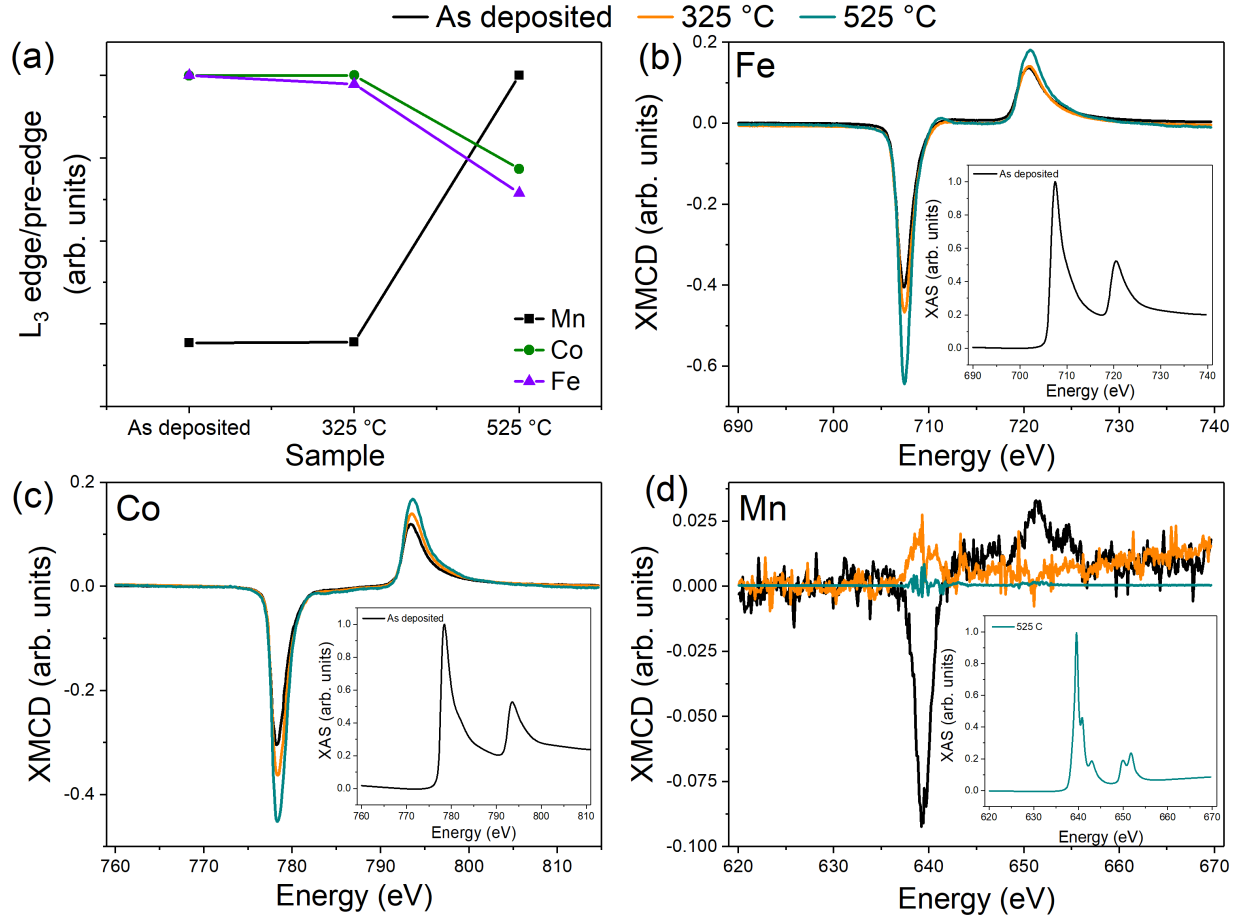 As deposited 325 °C 525 °C
(a)
L3 edge/pre-edge
(arb. units)
Mn
Co
Fe
As deposited 325 °C 525 °C
Sample
(b)
Fe
XMCD (arb. units)
0.2
0.0
-0.2
-0.4
-0.6
690 700 710 720 730 740
Energy (eV)
As deposited
XAS (arb. units)
1.0
0.8
0.6
0.4
0.2
0.0
690 700 710 720 730 740
Energy (eV)
(c)
Co
XMCD (arb. units)
0.2
0.0
-0.2
-0.4
760 770 780 790 800 810
Energy (eV)
As deposited
XAS (arb. units)
1.0
0.8
0.6
0.4
0.2
0.0
760 770 780 790 800 810
Energy (eV)
(d)
Mn
XMCD (arb. units)
0.025
0.000
-0.025
-0.050
-0.075
-0.100
620 630 640 650 660 670
Energy (eV)
525 C
XAS (arb. units)
1.0
0.8
0.6
0.4
0.2
0.0
620 630 640 650 660 670
Energy (eV)